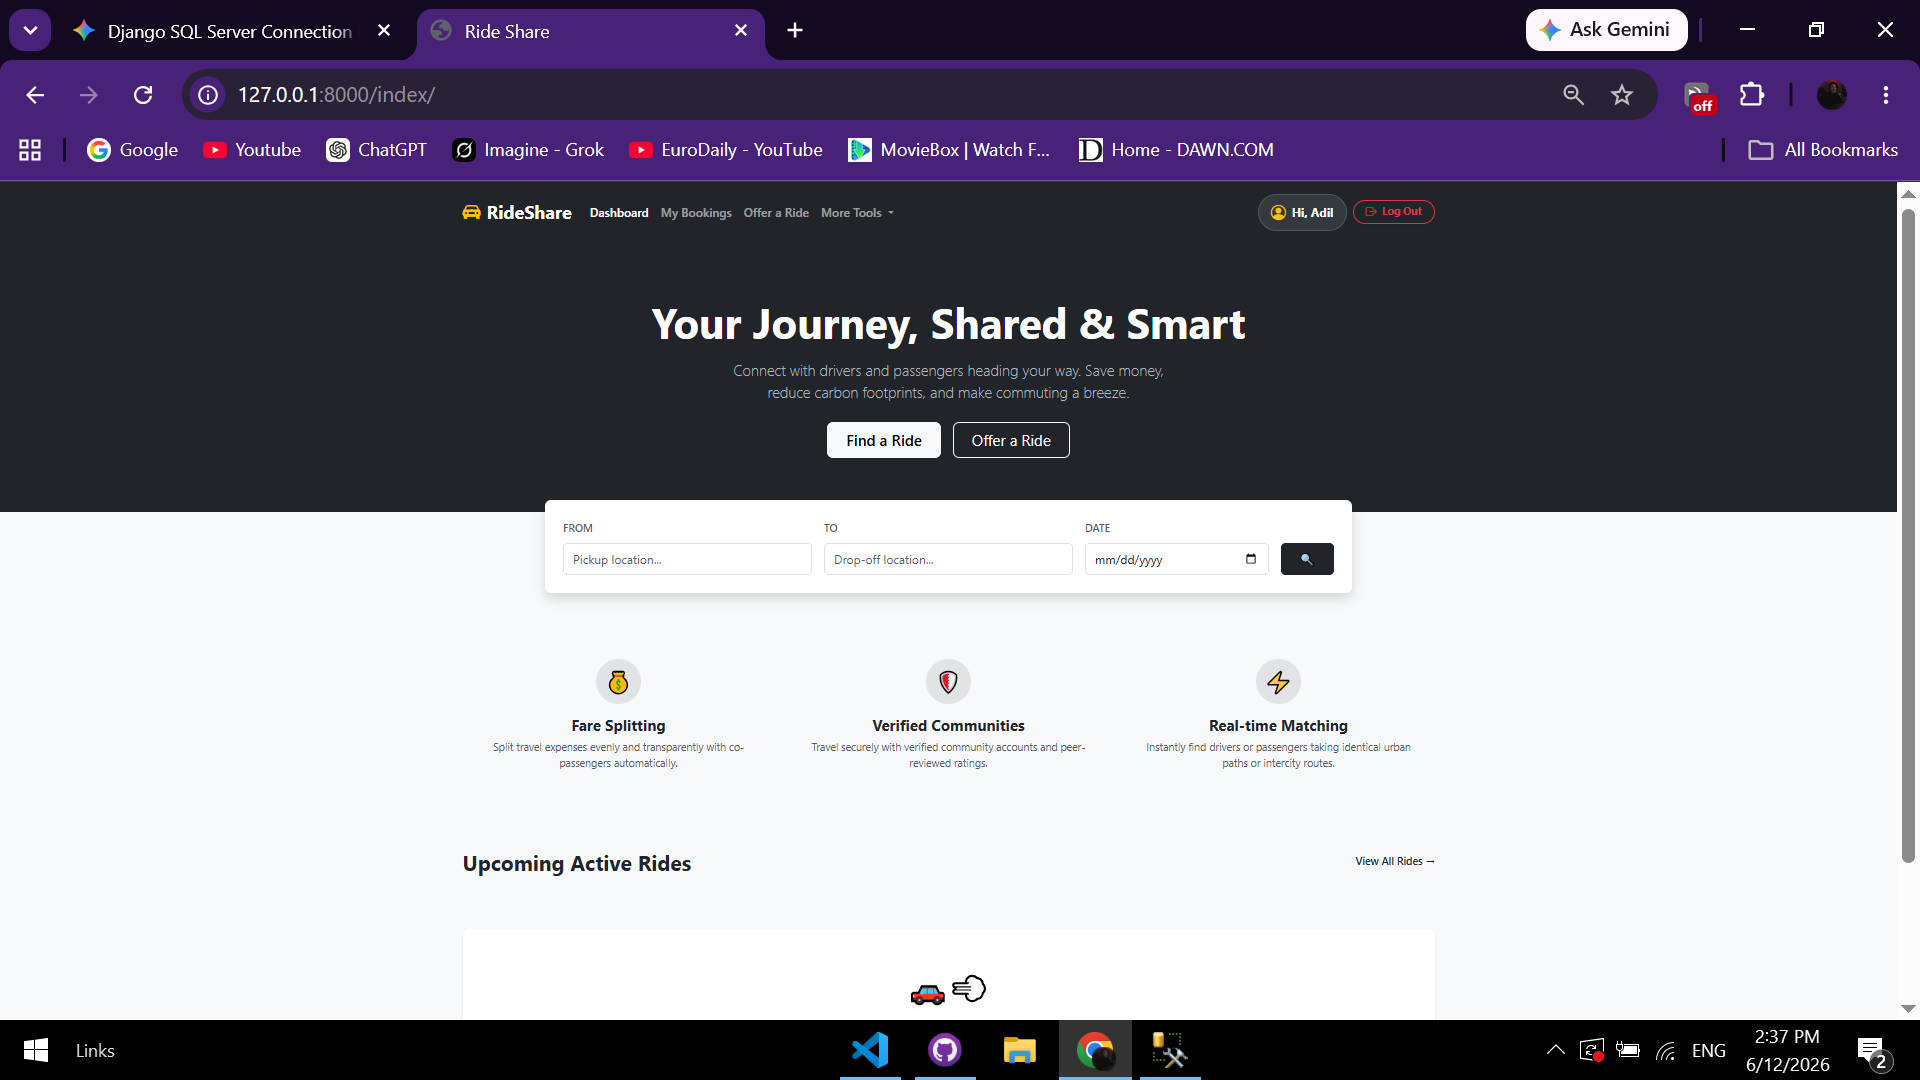 Django SQL Server Connection
Ride Share
Ask Gemini
127.0.0.1:8000/index/
off
Google
Youtube
ChatGPT
Imagine - Grok
EuroDaily - YouTube
MovieBox | Watch F...
Home - DAWN.COM
All Bookmarks
RideShare
Dashboard
My Bookings
Offer a Ride
More Tools
Hi, Adil
Log Out
Your Journey, Shared & Smart
Connect with drivers and passengers heading your way. Save money,
reduce carbon footprints, and make commuting a breeze.
Find a Ride
Offer a Ride
FROM
TO
DATE
Pickup location...
Drop-off location...
mm/dd/yyyy
Fare Splitting
Verified Communities
Real-time Matching
Split travel expenses evenly and transparently with co-
passengers automatically.
Travel securely with verified community accounts and peer-
reviewed ratings.
Instantly find drivers or passengers taking identical urban
paths or intercity routes.
Upcoming Active Rides
View All Rides →
Links
ENG
2:37 PM
6/12/2026
2